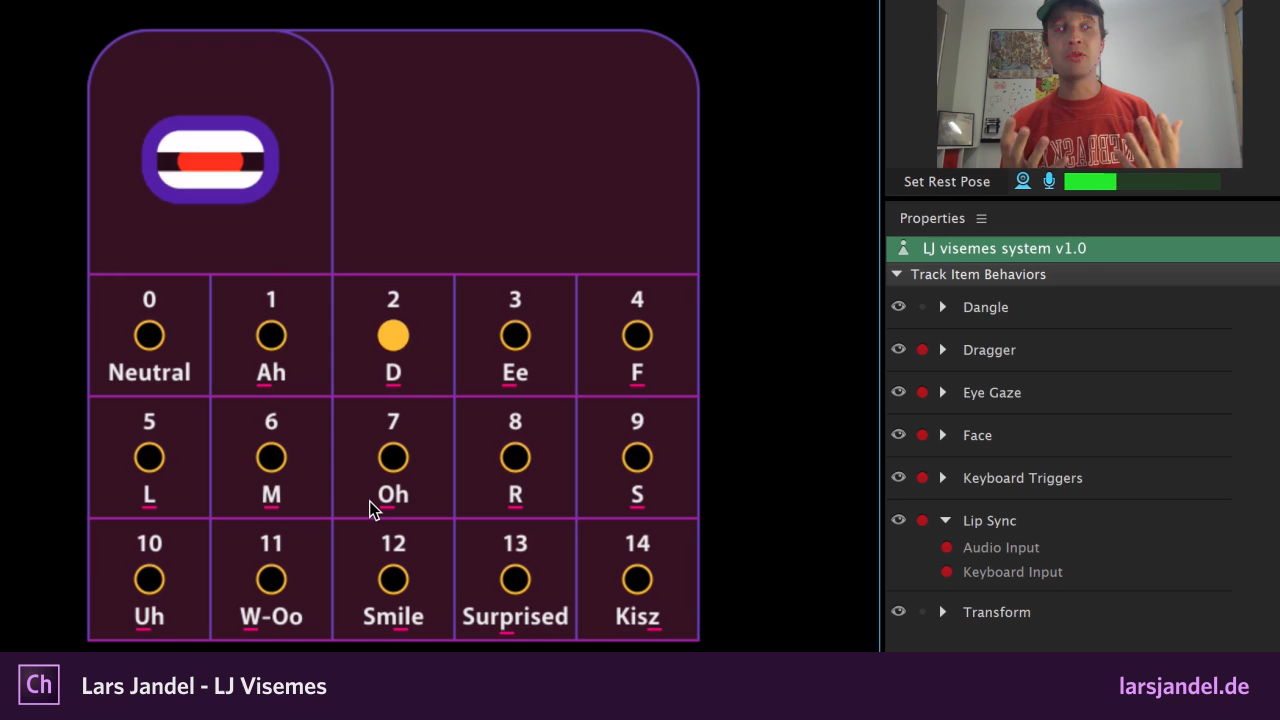 0
1
2
3
4
Neutral
Ah
D
Ee
F
5
6
7
8
9
L
M
Oh
R
S
10
11
12
13
14
Uh
W-Oo
Smile
Surprised
Kisz
Set Rest Pose
Properties
LJ visemes system v1.0
Track Item Behaviors
Dangle
Dragger
Eye Gaze
Face
Keyboard Triggers
Lip Sync
Audio Input
Keyboard Input
Transform
Ch
Lars Jandel - LJ Visemes
larsjandel.de